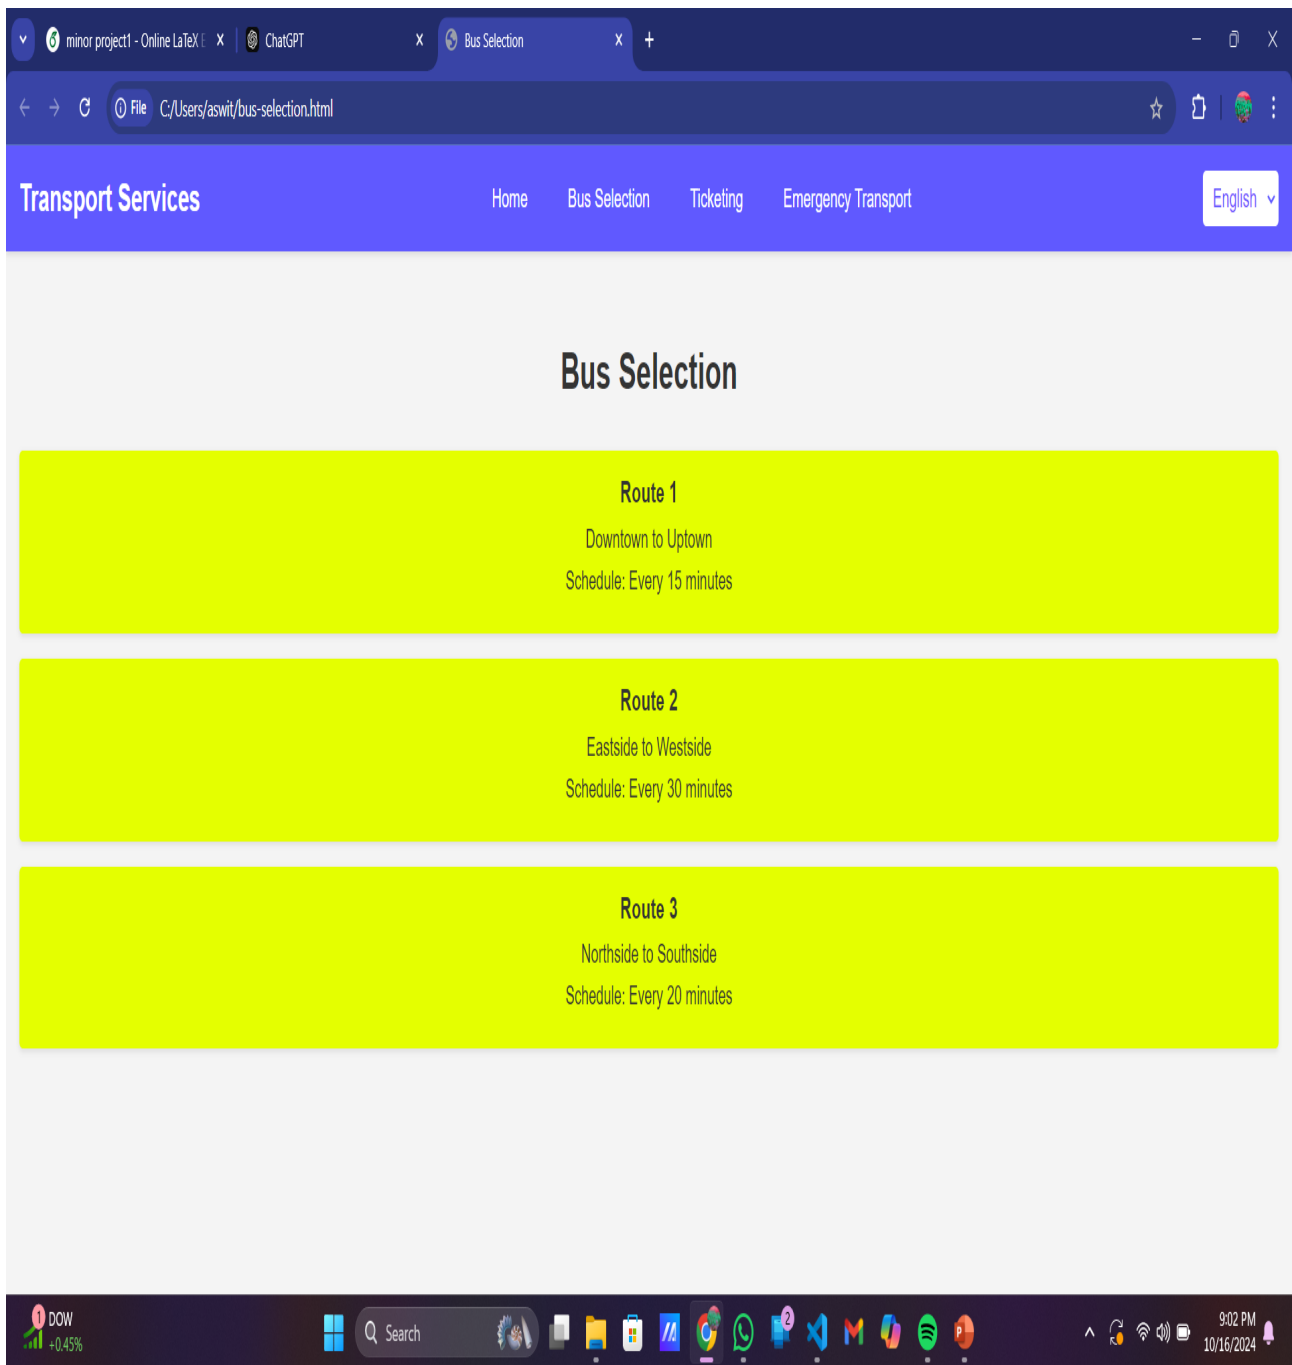 minor project1 - Online LaTeX E
ChatGPT
Bus Selection
File C:/Users/aswit/bus-selection.html
Transport Services
Home
Bus Selection
Ticketing
Emergency Transport
English
Bus Selection
Route 1
Downtown to Uptown
Schedule: Every 15 minutes
Route 2
Eastside to Westside
Schedule: Every 30 minutes
Route 3
Northside to Southside
Schedule: Every 20 minutes
1
DOW
+0.45%
Search
2
9:02 PM
10/16/2024